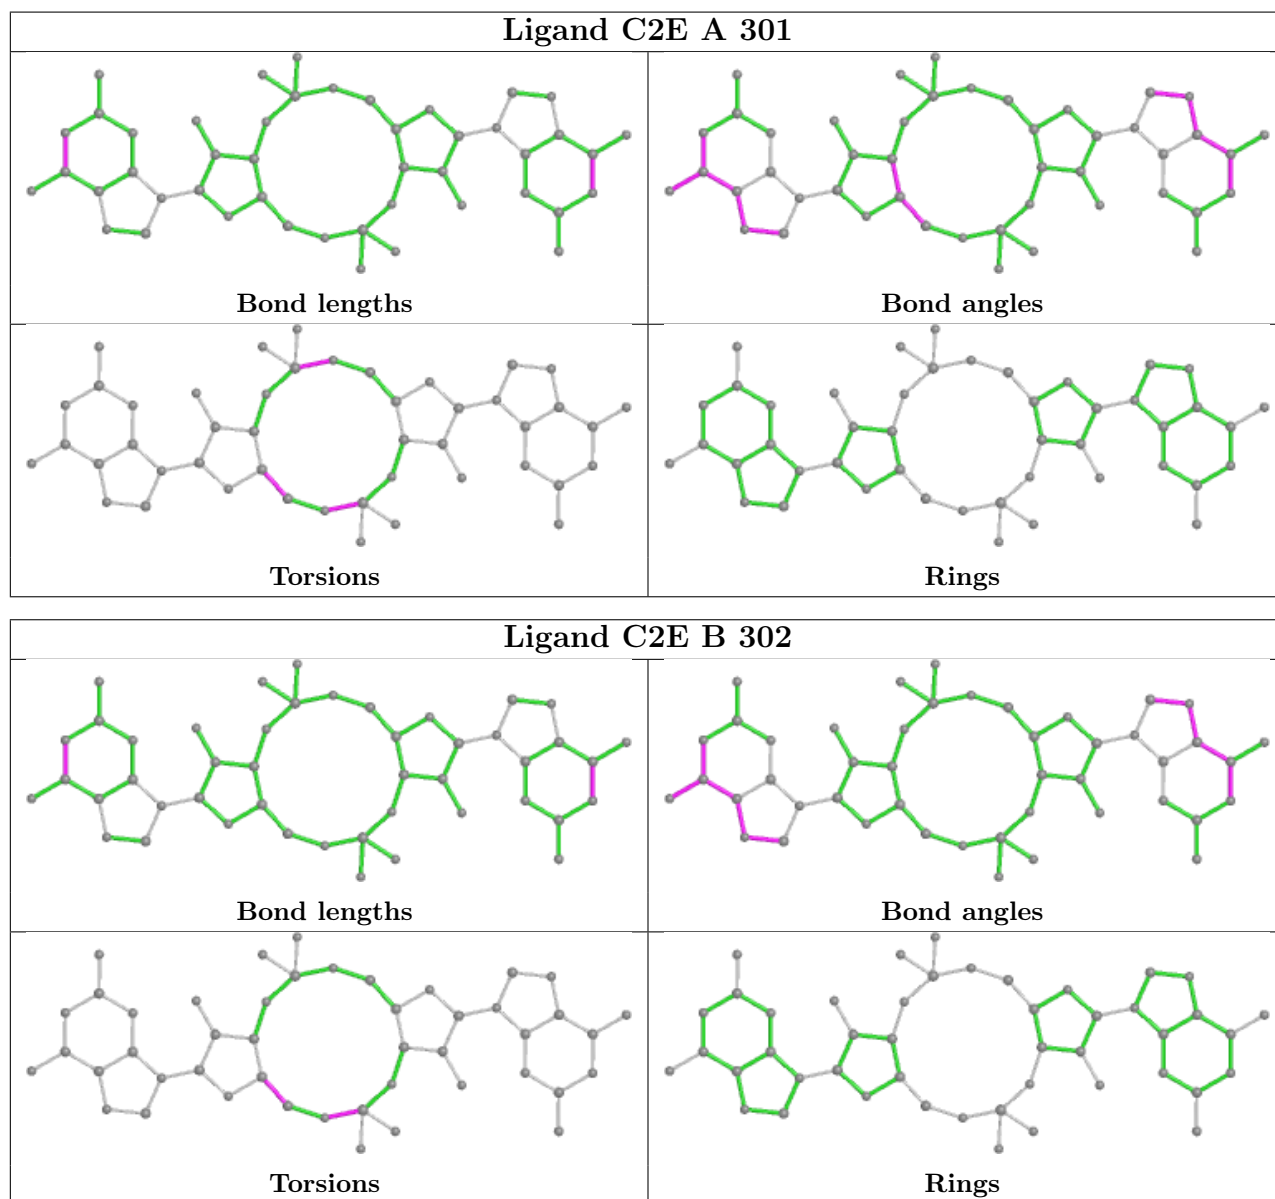 Ligand C2E A 301
Bond lengths
Bond angles
Torsions
Rings
Ligand C2E B 302
Bond lengths
Bond angles
Torsions
Rings